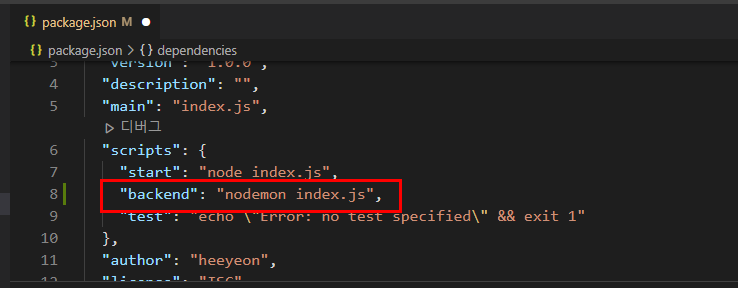 {} package.json M ●
{} package.json > {} dependencies
3 "version": "1.0.0",
4 "description": "",
5 "main": "index.js",
▷ 디버그
6 "scripts": {
7 "start": "node index.js",
8 "backend": "nodemon index.js",
9 "test": "echo \"Error: no test specified\" && exit 1"
10 },
11 "author": "heeyeon",
12 "license": "ISC"